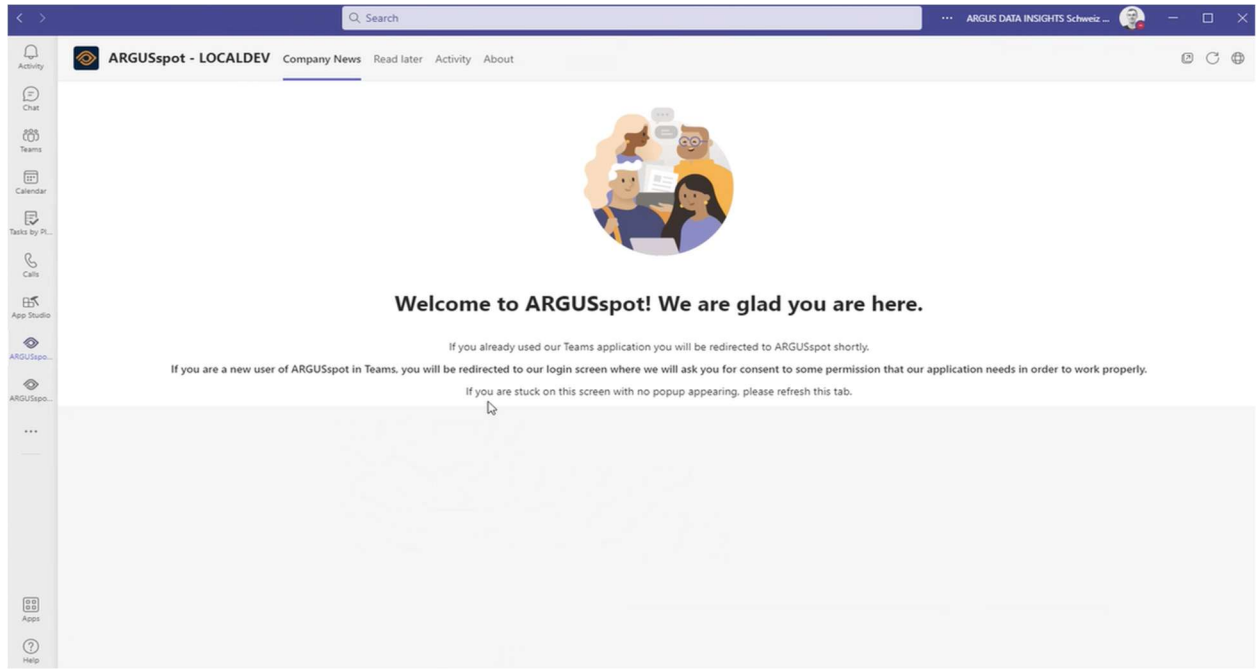 Search
ARGUS DATA INSIGHTS Schweiz ...
ARGUSspot - LOCALDEV
Company News
Read later
Activity
About
Activity
Chat
Teams
Calendar
Tasks by Pl...
Calls
App Studio
ARGUSspo...
ARGUSspo...
Apps
Help
Welcome to ARGUSspot! We are glad you are here.
If you already used our Teams application you will be redirected to ARGUSspot shortly.
If you are a new user of ARGUSspot in Teams, you will be redirected to our login screen where we will ask you for consent to some permission that our application needs in order to work properly.
If you are stuck on this screen with no popup appearing, please refresh this tab.